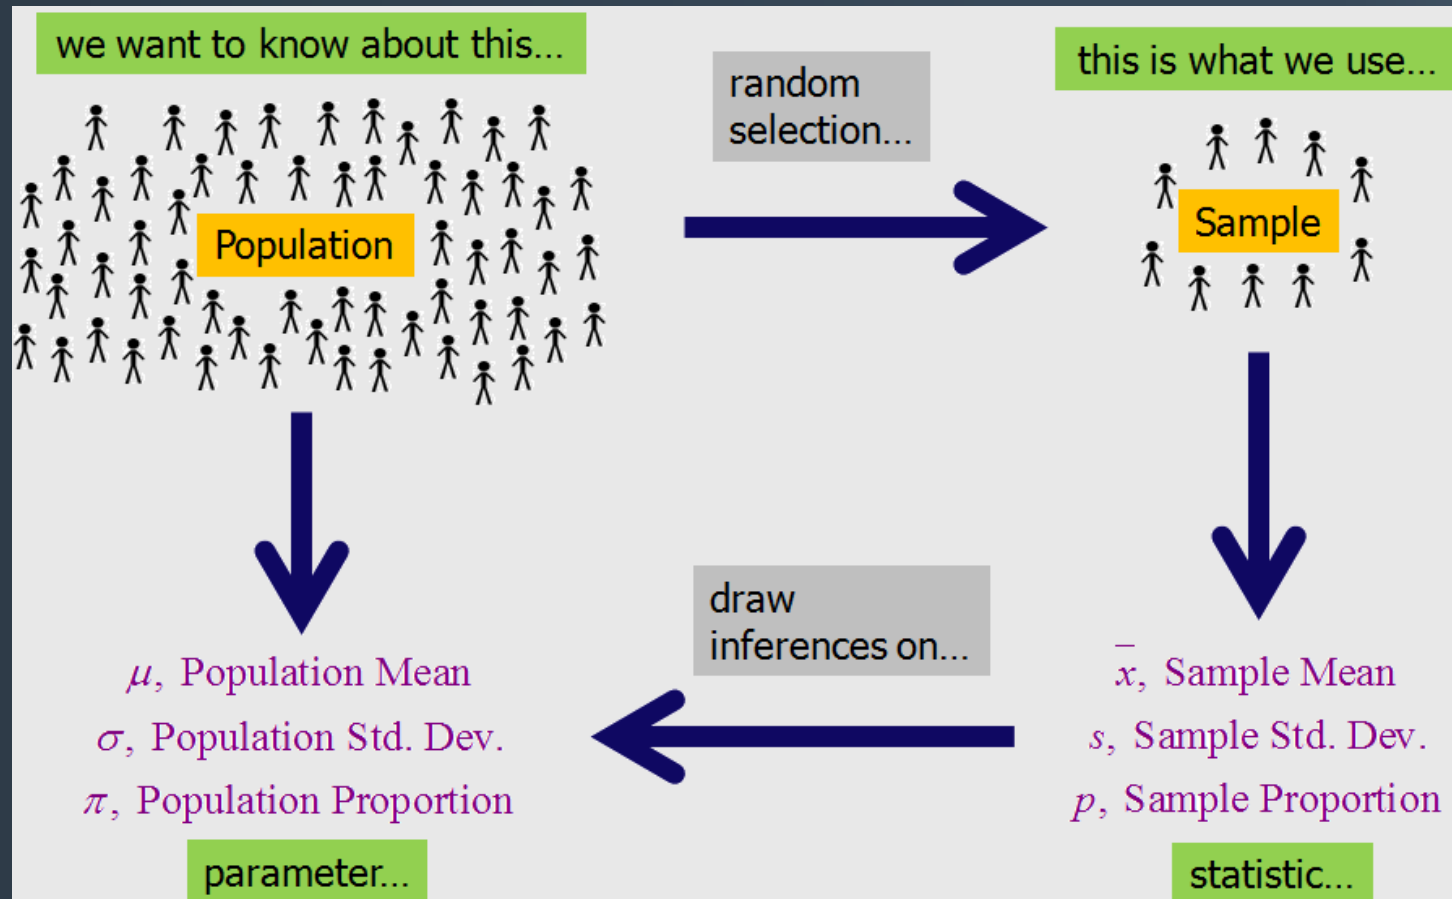 we want to know about this...
random
selection...
this is what we use...
Population
Sample
draw
inferences on...
μ, Population Mean
σ, Population Std. Dev.
π, Population Proportion
x̄, Sample Mean
s, Sample Std. Dev.
p, Sample Proportion
parameter...
statistic...